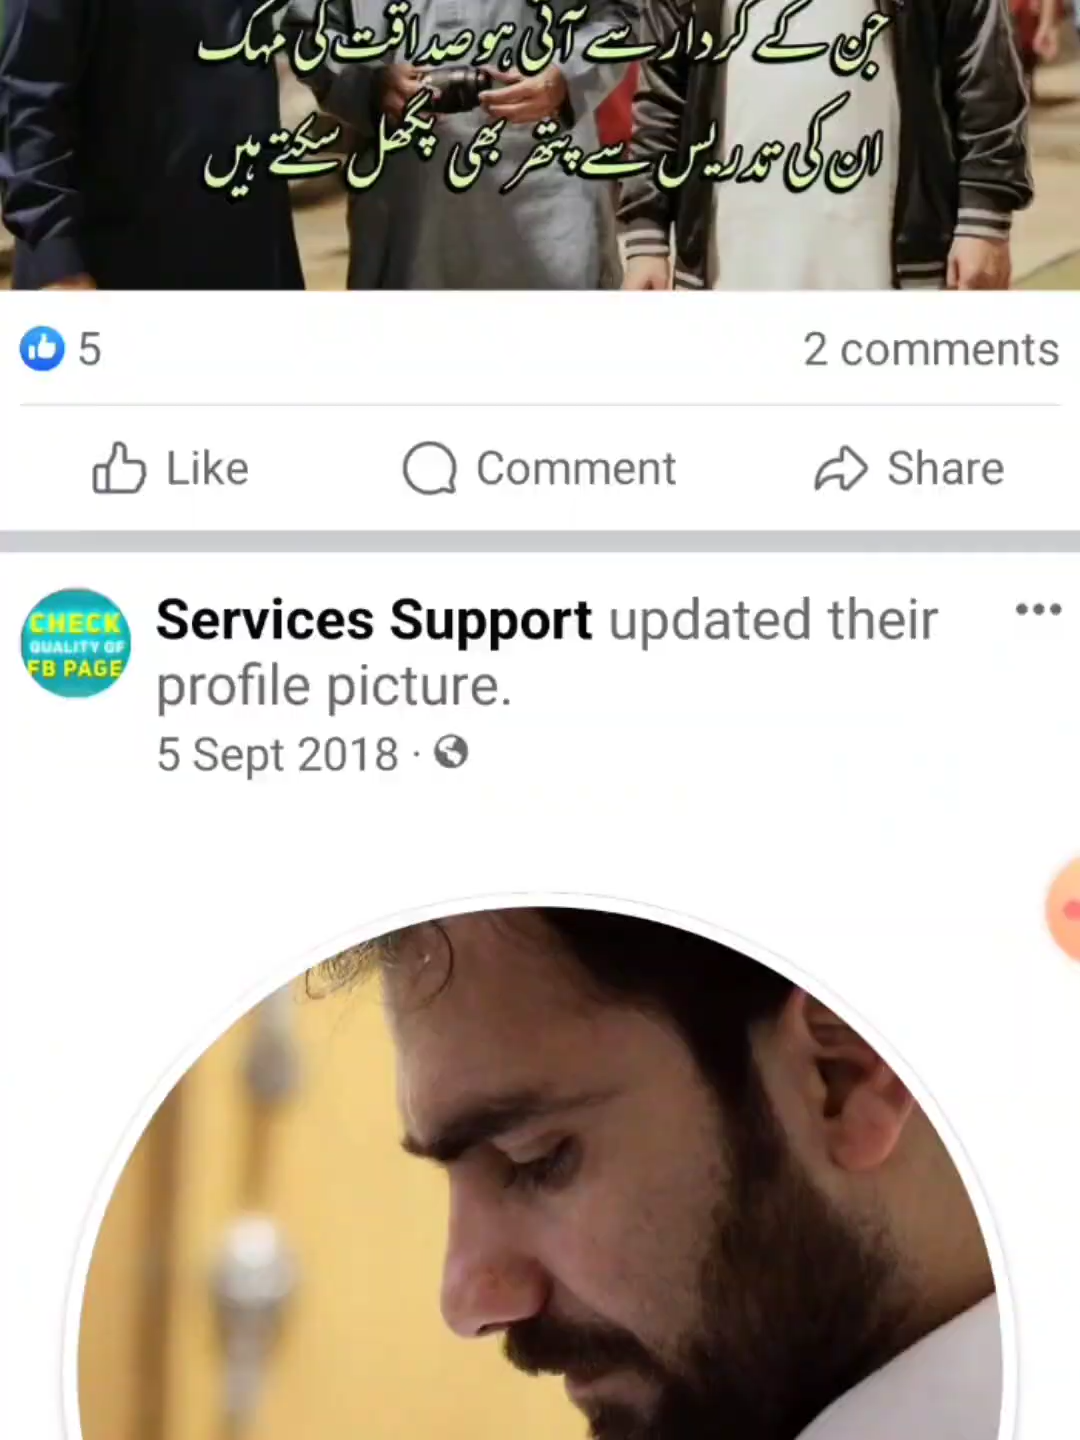 جن کے کردار سے آتی ہو صداقت کی مہک
ان کی تدریس سے پتھر بھی پگھل سکتے ہیں
5
2 comments
Like
Comment
Share
CHECK
QUALITY OF
FB PAGE
Services Support updated their
profile picture.
5 Sept 2018 ·